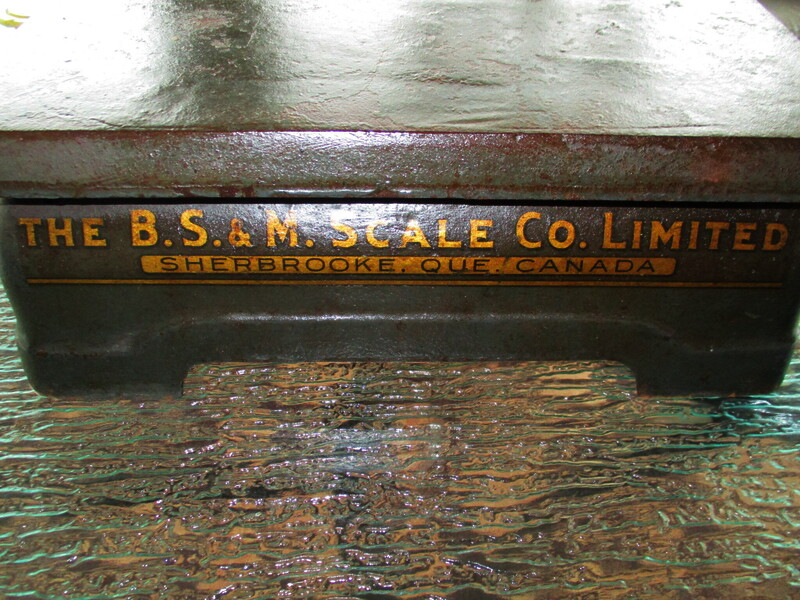 THE B.S.& M. SCALE CO. LIMITED
SHERBROOKE. QUE. CANADA